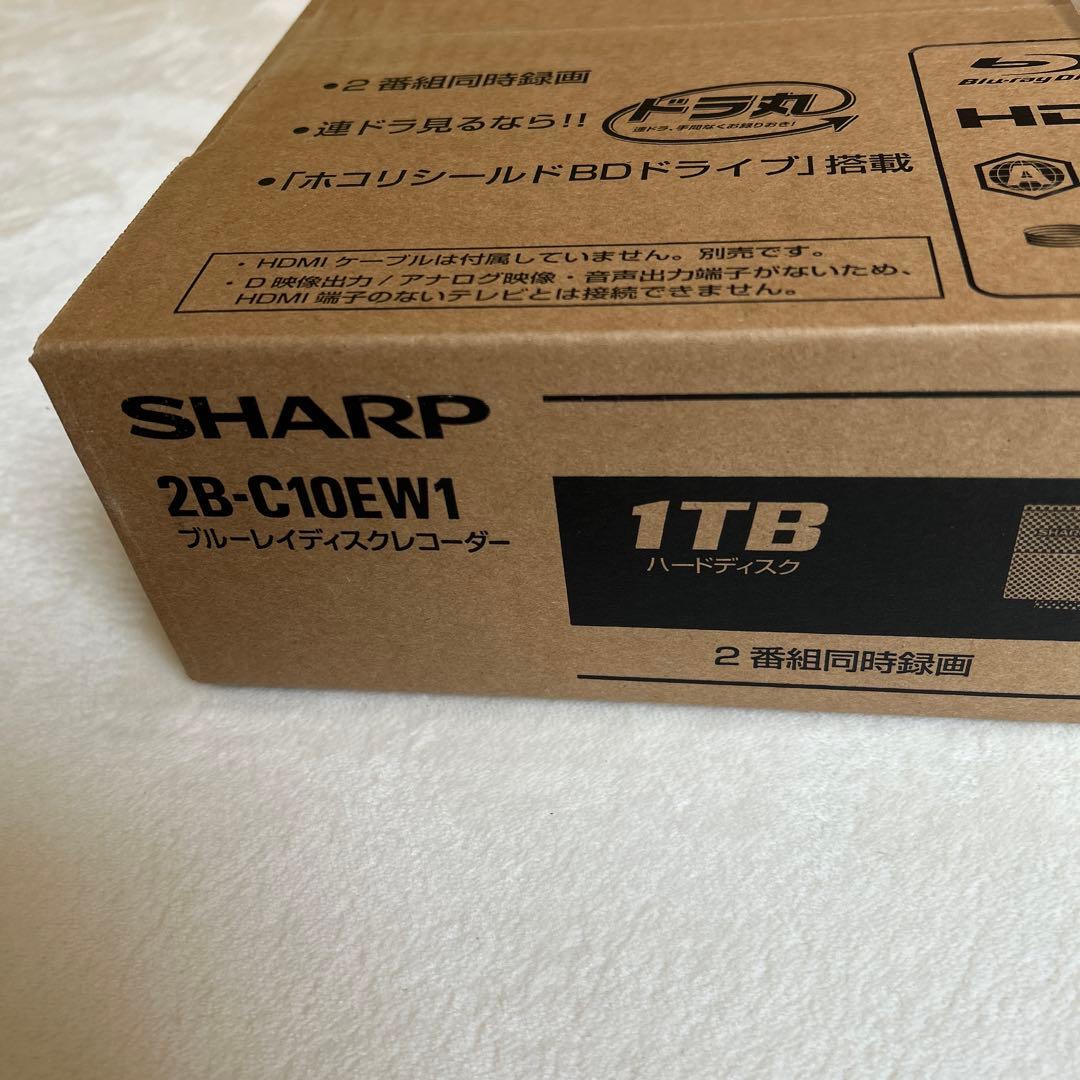 •2番組同時録画
•連ドラ見るなら!! ドラ丸
連ドラ、手間なくお録りおき!
•「ホコリシールドBDドライブ」搭載
・HDMIケーブルは付属していません。別売です。
・D映像出力/アナログ映像・音声出力端子がないため、
HDMI端子のないテレビとは接続できません。
Blu-ray Di
HD
A
SHARP
2B-C10EW1
ブルーレイディスクレコーダー
1TB
ハードディスク
SHARP
2番組同時録画